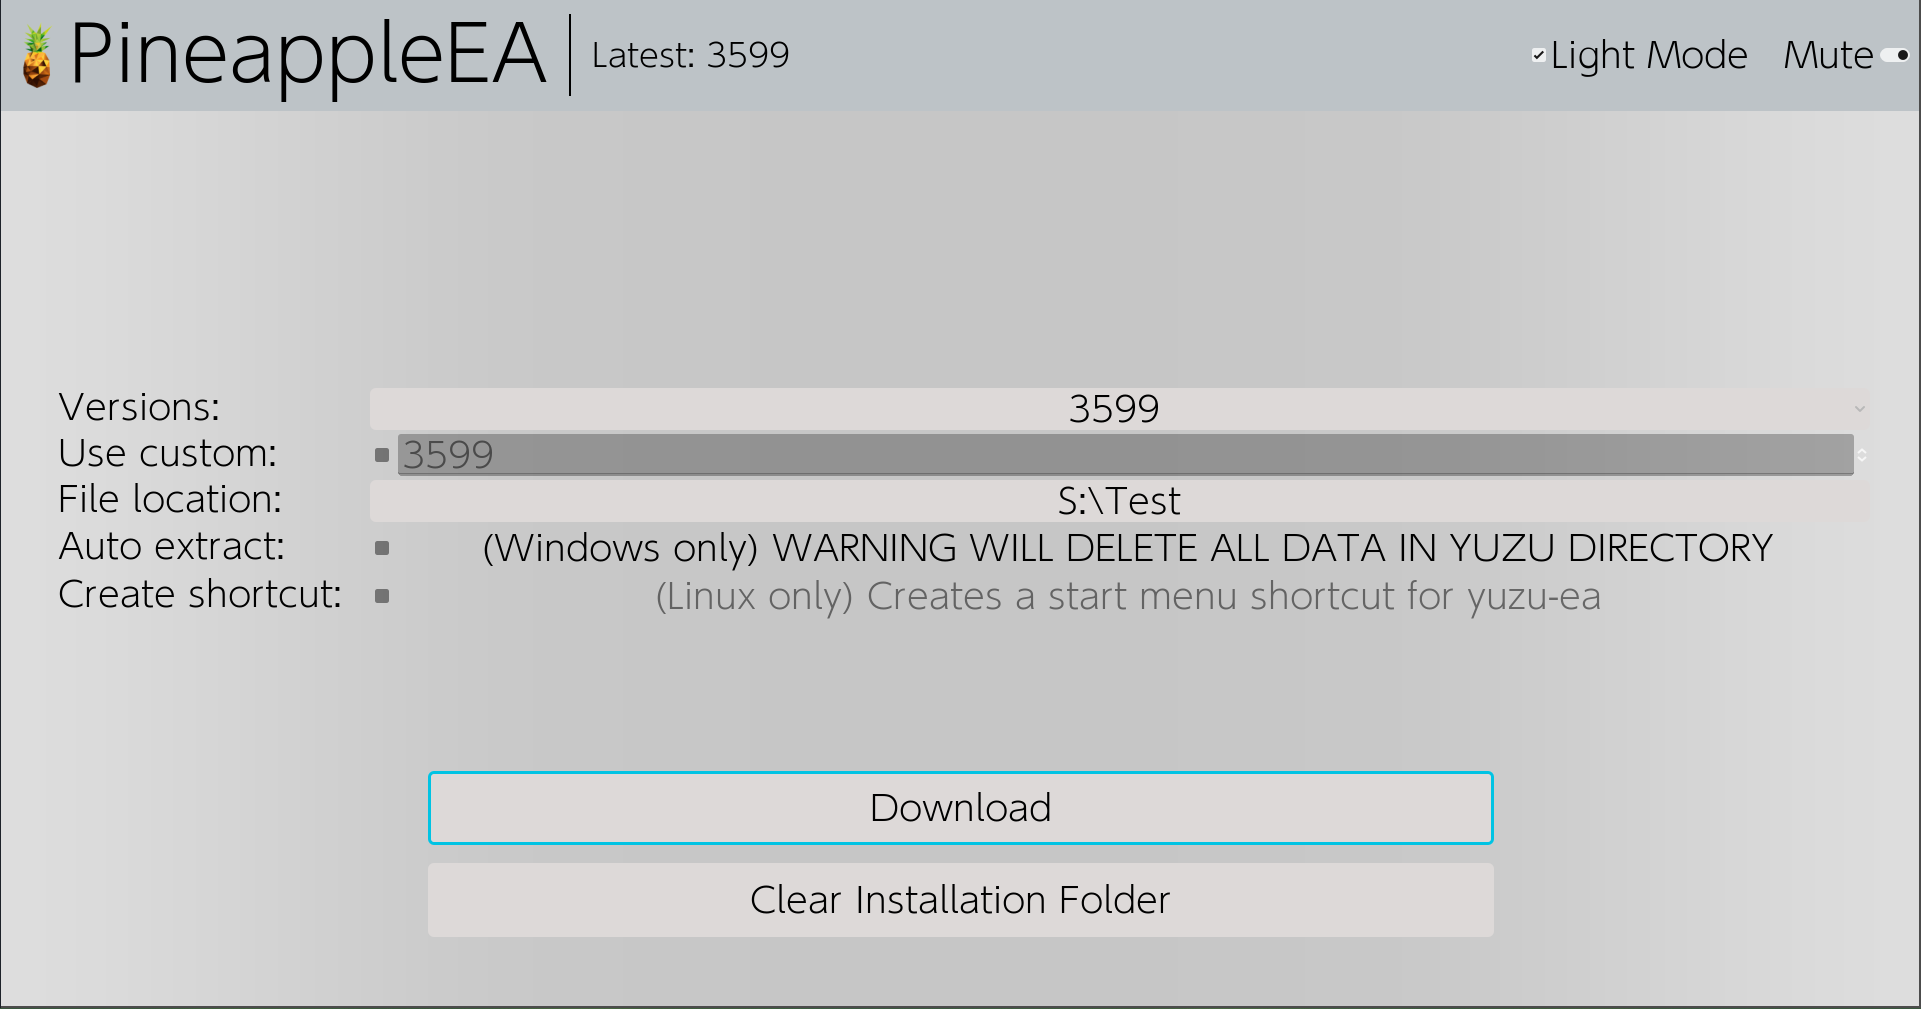 PineappleEA Latest: 3599 Light Mode Mute
Versions: 3599
Use custom: 3599
File location: S:\Test
Auto extract: (Windows only) WARNING WILL DELETE ALL DATA IN YUZU DIRECTORY
Create shortcut: (Linux only) Creates a start menu shortcut for yuzu-ea
Download
Clear Installation Folder